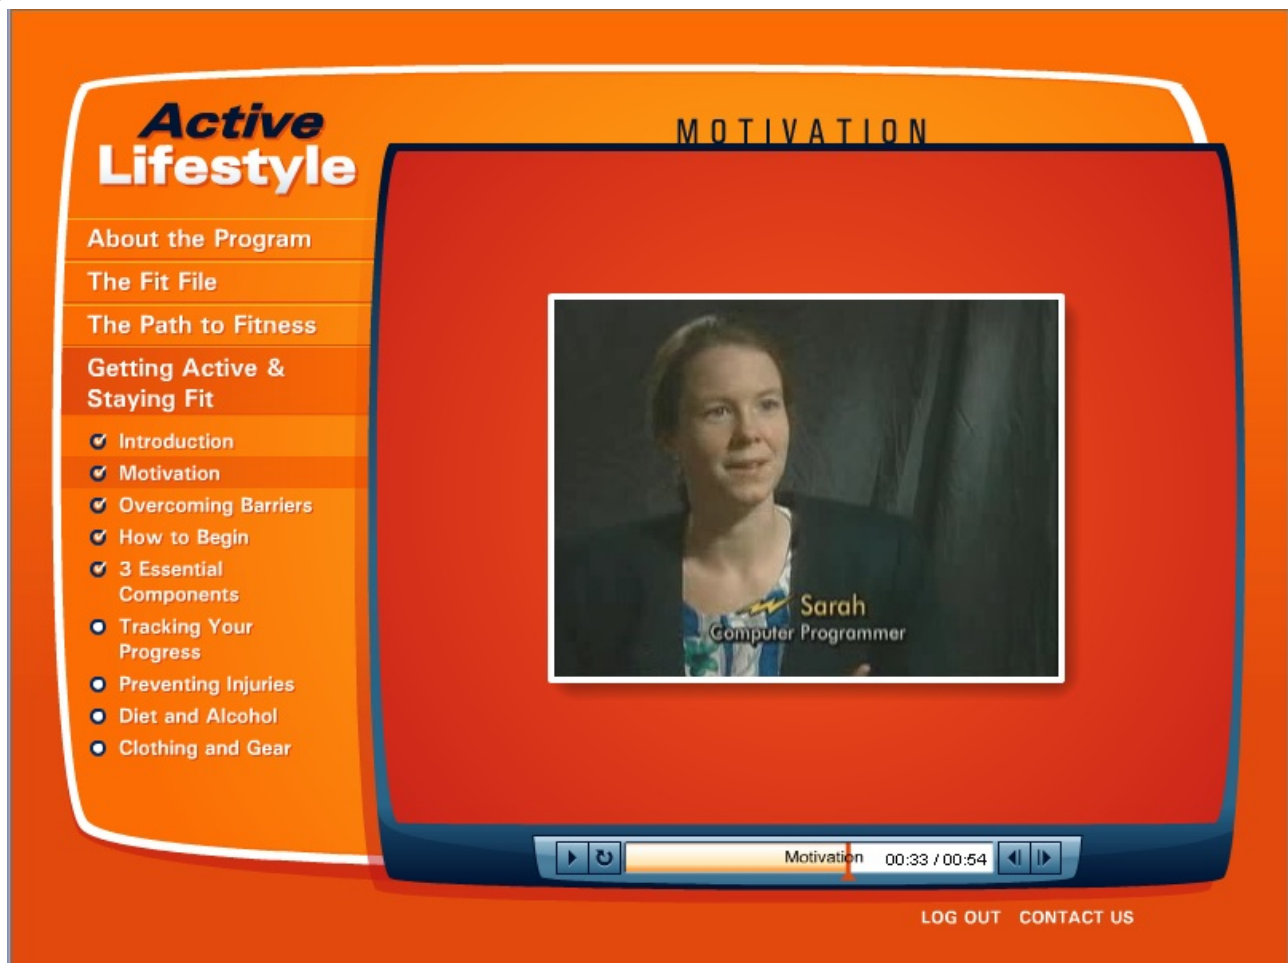 Active
Lifestyle
MOTIVATION
About the Program
The Fit File
The Path to Fitness
Getting Active &
Staying Fit
Introduction
Motivation
Overcoming Barriers
How to Begin
3 Essential
Components
Tracking Your
Progress
Preventing Injuries
Diet and Alcohol
Clothing and Gear
Sarah
Computer Programmer
Motivation 00:33 / 00:54
LOG OUT CONTACT US